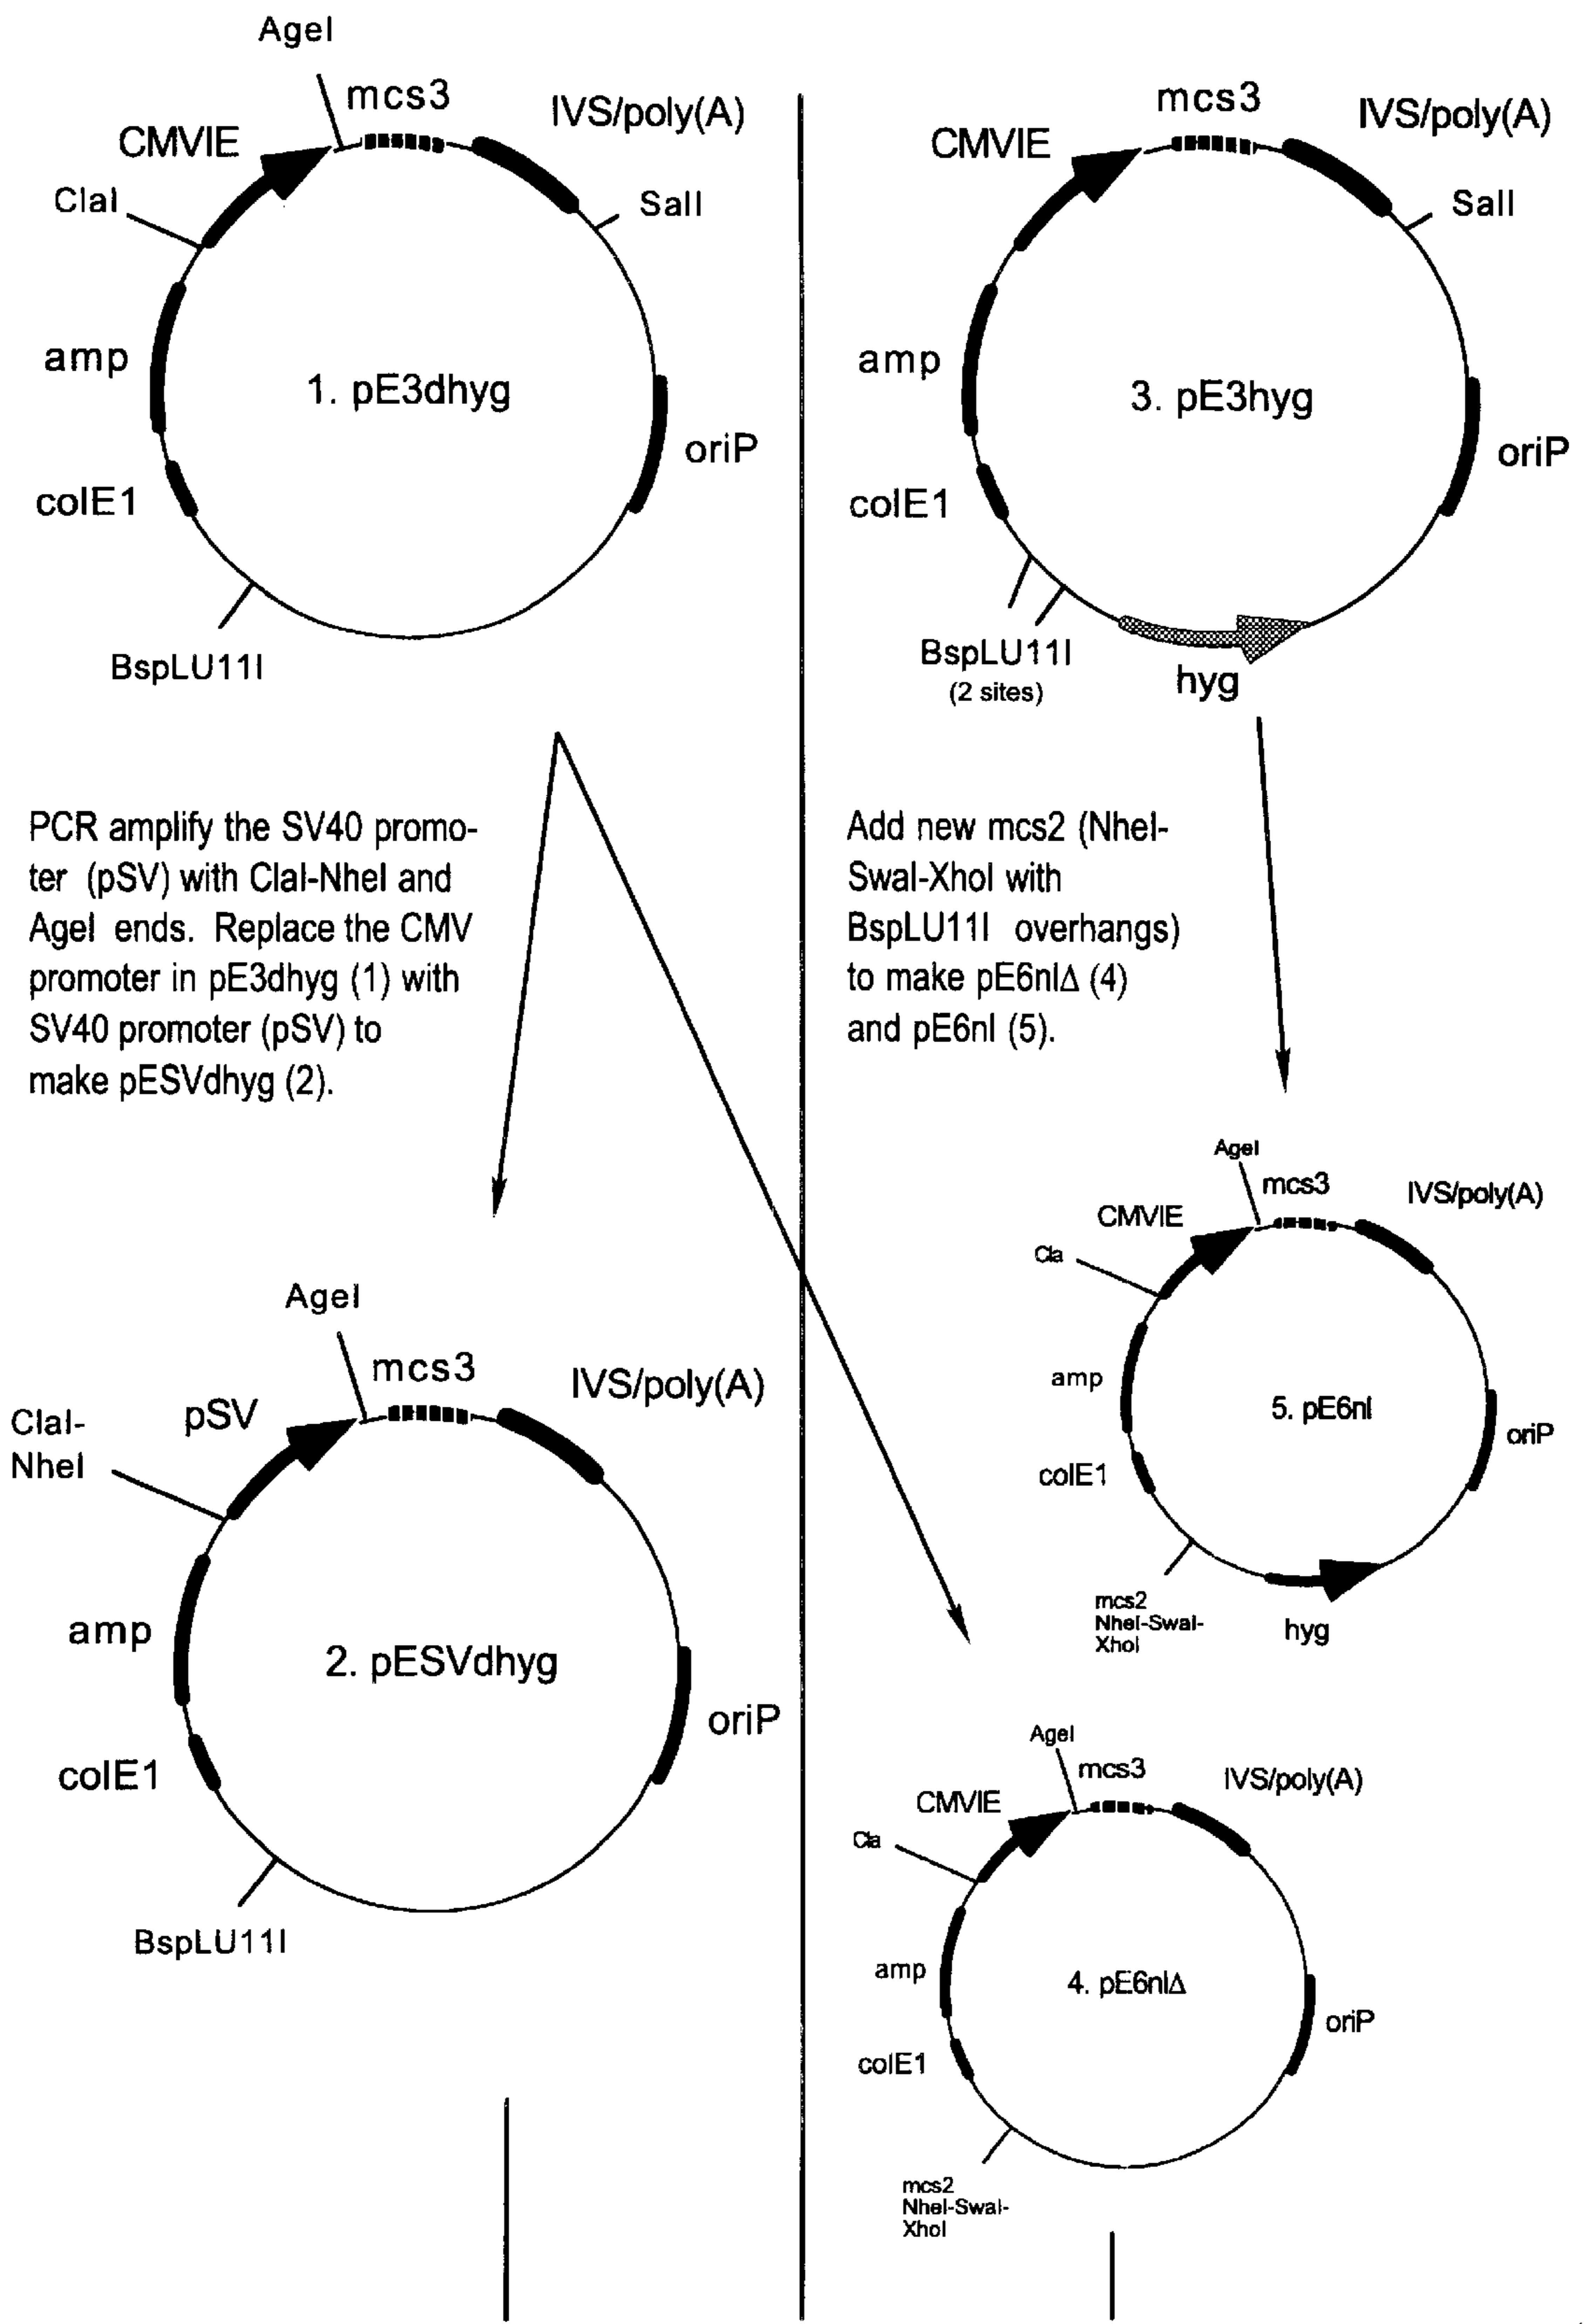 AgeI
mcs3
IVS/poly(A)
CMVIE
ClaI
SalI
amp
1. pE3dhyg
oriP
colE1
BspLU11I
mcs3
IVS/poly(A)
CMVIE
SalI
amp
3. pE3hyg
oriP
colE1
BspLU11I
(2 sites)
hyg
PCR amplify the SV40 promo-
ter (pSV) with ClaI-NheI and
AgeI ends. Replace the CMV
promoter in pE3dhyg (1) with
SV40 promoter (pSV) to
make pESVdhyg (2).
Add new mcs2 (NheI-
SwaI-XhoI with
BspLU11I overhangs)
to make pE6nlΔ (4)
and pE6nl (5).
AgeI
mcs3
IVS/poly(A)
CMVIE
Cla
amp
5. pE6nl
oriP
colE1
mcs2
NheI-SwaI-
XhoI
hyg
AgeI
mcs3
IVS/poly(A)
pSV
ClaI-
NheI
amp
2. pESVdhyg
oriP
colE1
BspLU11I
AgeI
mcs3
IVS/poly(A)
CMVIE
Cla
amp
4. pE6nlΔ
oriP
colE1
mcs2
NheI-SwaI-
XhoI